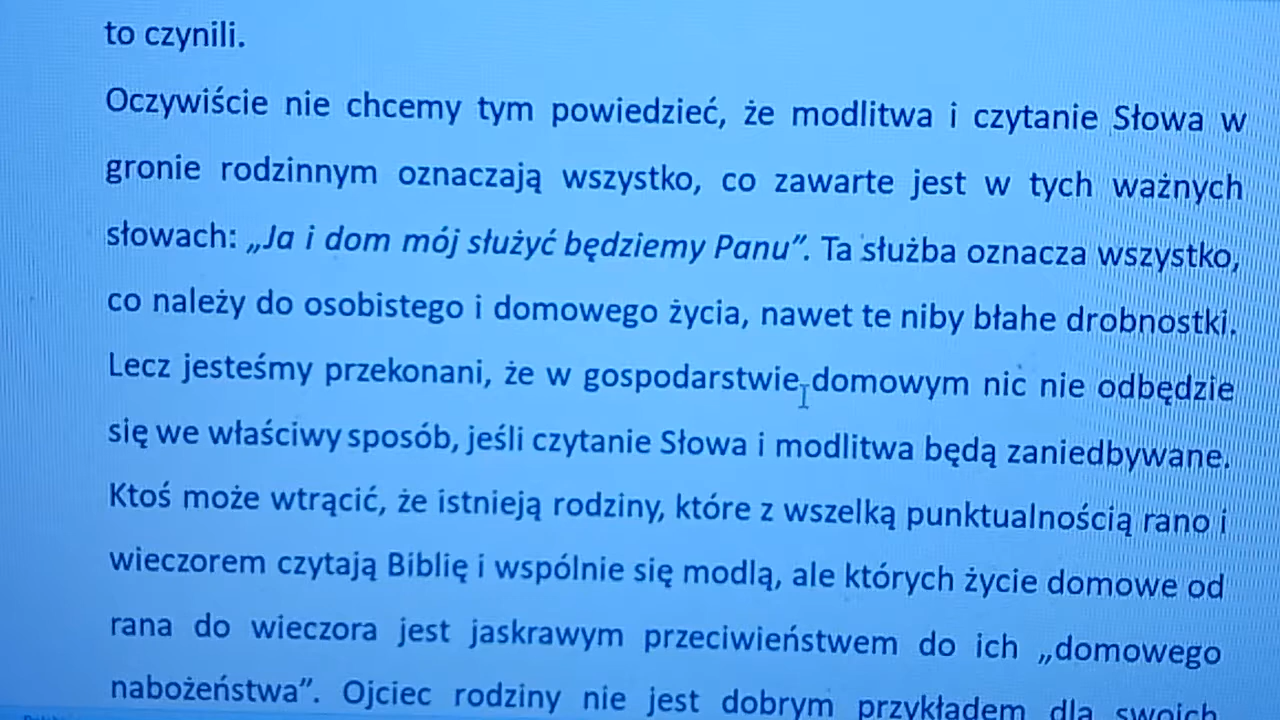 to czynili.
Oczywiście nie chcemy tym powiedzieć, że modlitwa i czytanie Słowa w
gronie rodzinnym oznaczają wszystko, co zawarte jest w tych ważnych
słowach: „Ja i dom mój służyć będziemy Panu”. Ta służba oznacza wszystko,
co należy do osobistego i domowego życia, nawet te niby błahe drobnostki.
Lecz jesteśmy przekonani, że w gospodarstwie domowym nic nie odbędzie
się we właściwy sposób, jeśli czytanie Słowa i modlitwa będą zaniedbywane.
Ktoś może wtrącić, że istnieją rodziny, które z wszelką punktualnością rano i
wieczorem czytają Biblię i wspólnie się modlą, ale których życie domowe od
rana do wieczora jest jaskrawym przeciwieństwem do ich „domowego
nabożeństwa”. Ojciec rodziny nie jest dobrym przykładem dla swoich